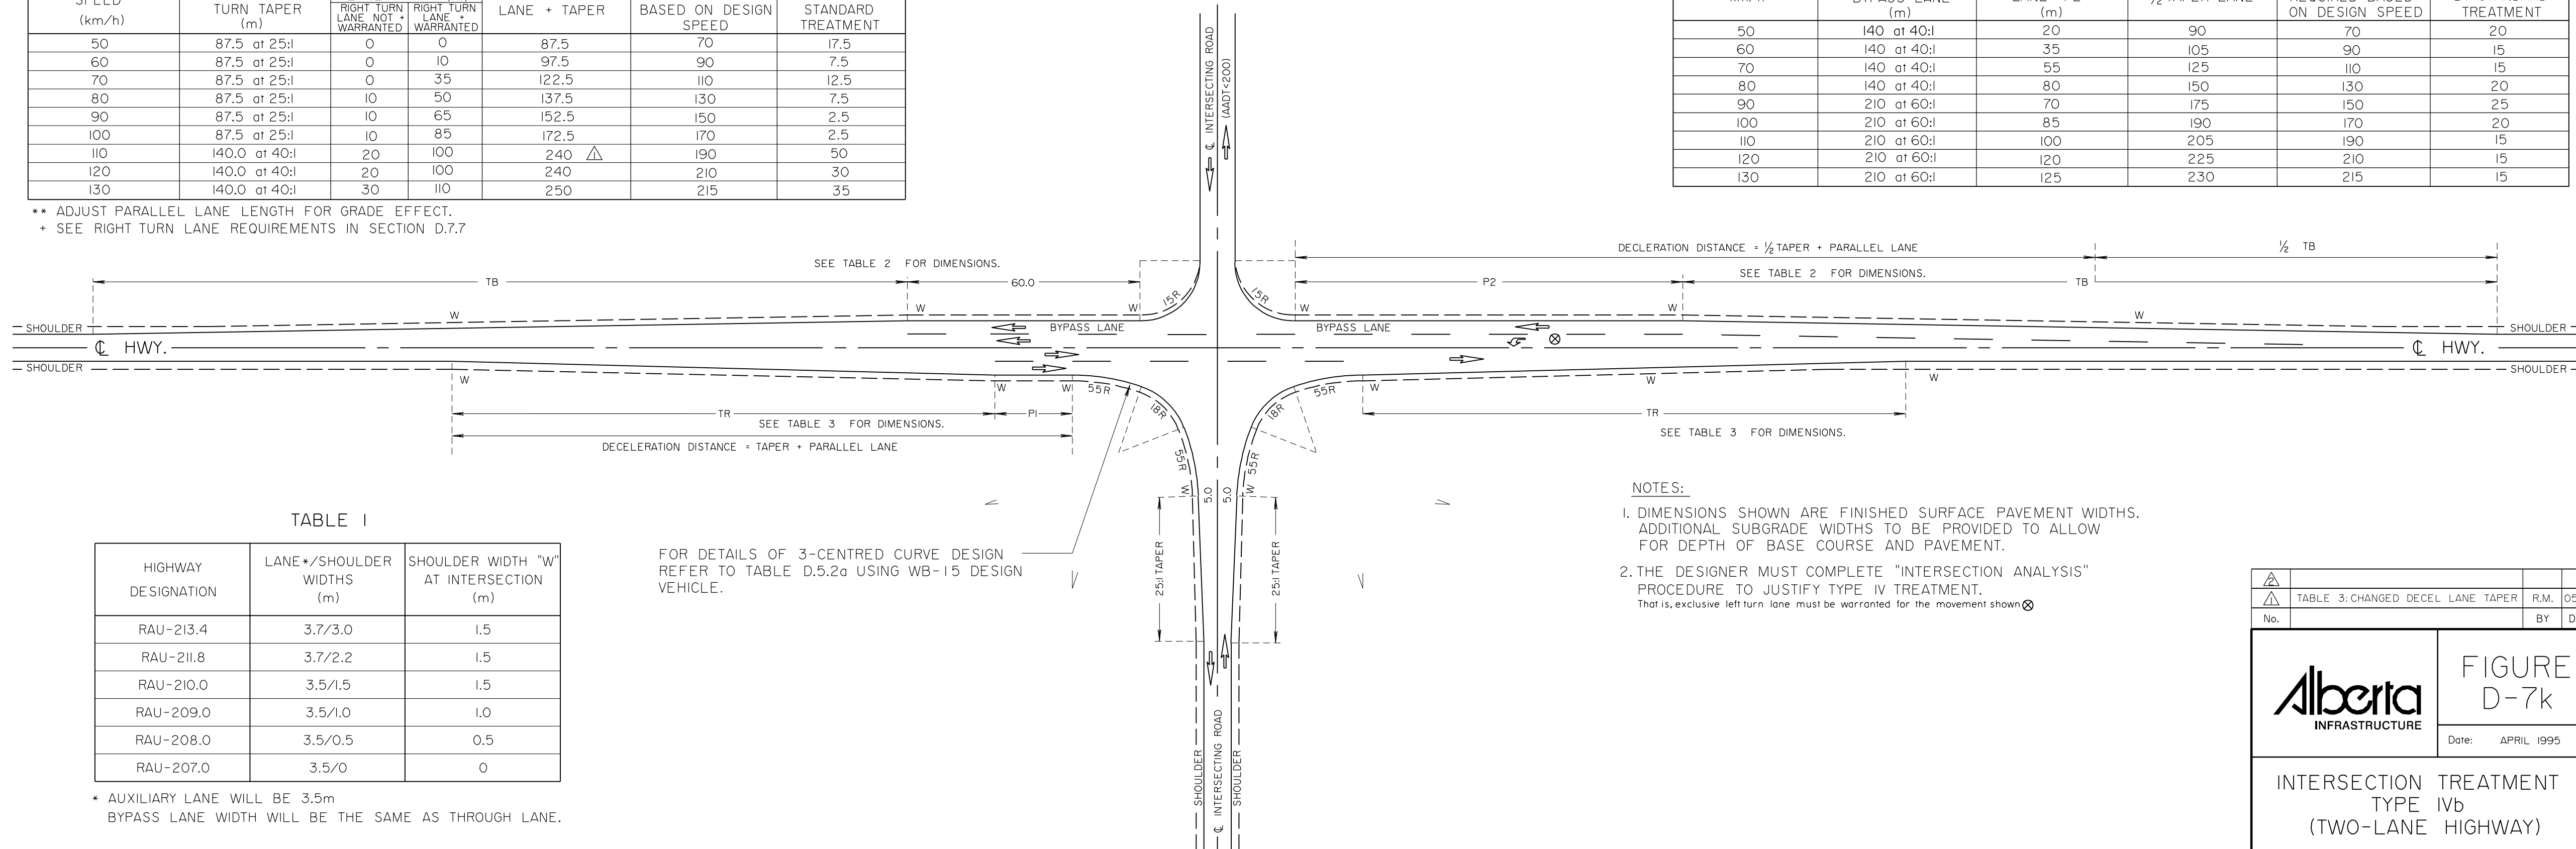 SPEED
(km/h)
TURN TAPER
(m)
RIGHT TURN
LANE NOT +
WARRANTED
RIGHT TURN
LANE +
WARRANTED
LANE + TAPER
BASED ON DESIGN
SPEED
STANDARD
TREATMENT
50 87.5 at 25:1 0 0 87.5 70 17.5
60 87.5 at 25:1 0 10 97.5 90 7.5
70 87.5 at 25:1 0 35 122.5 110 12.5
80 87.5 at 25:1 10 50 137.5 130 7.5
90 87.5 at 25:1 10 65 152.5 150 2.5
100 87.5 at 25:1 10 85 172.5 170 2.5
110 140.0 at 40:1 20 100 240 1 190 50
120 140.0 at 40:1 20 100 240 210 30
130 140.0 at 40:1 30 110 250 215 35
** ADJUST PARALLEL LANE LENGTH FOR GRADE EFFECT.
+ SEE RIGHT TURN LANE REQUIREMENTS IN SECTION D.7.7
BYPASS LANE
(m)
(m)
ON DESIGN SPEED
TREATMENT
50 140 at 40:1 20 90 70 20
60 140 at 40:1 35 105 90 15
70 140 at 40:1 55 125 110 15
80 140 at 40:1 80 150 130 20
90 210 at 60:1 70 175 150 25
100 210 at 60:1 85 190 170 20
110 210 at 60:1 100 205 190 15
120 210 at 60:1 120 225 210 15
130 210 at 60:1 125 230 215 15
℄ INTERSECTING ROAD
(AADT<200)
SEE TABLE 2 FOR DIMENSIONS.
TB
60.0
15R
15R
DECLERATION DISTANCE = ½ TAPER + PARALLEL LANE
½ TB
SEE TABLE 2 FOR DIMENSIONS.
P2
TB
W
W
W
W
W
W
SHOULDER
BYPASS LANE
BYPASS LANE
SHOULDER
℄ HWY.
℄ HWY.
SHOULDER
SHOULDER
W
W
W
W
W
W
55R
18R
55R
55R
18R
55R
TR
P1
SEE TABLE 3 FOR DIMENSIONS.
DECELERATION DISTANCE = TAPER + PARALLEL LANE
TR
SEE TABLE 3 FOR DIMENSIONS.
W
5.0
5.0
W
25:1 TAPER
25:1 TAPER
SHOULDER
℄ INTERSECTING ROAD
SHOULDER
FOR DETAILS OF 3-CENTRED CURVE DESIGN
REFER TO TABLE D.5.2a USING WB-15 DESIGN
VEHICLE.
TABLE 1
HIGHWAY
DESIGNATION
LANE*/SHOULDER
WIDTHS
(m)
SHOULDER WIDTH "W"
AT INTERSECTION
(m)
RAU-213.4 3.7/3.0 1.5
RAU-211.8 3.7/2.2 1.5
RAU-210.0 3.5/1.5 1.5
RAU-209.0 3.5/1.0 1.0
RAU-208.0 3.5/0.5 0.5
RAU-207.0 3.5/0 0
* AUXILIARY LANE WILL BE 3.5m
BYPASS LANE WIDTH WILL BE THE SAME AS THROUGH LANE.
NOTES:
1. DIMENSIONS SHOWN ARE FINISHED SURFACE PAVEMENT WIDTHS.
ADDITIONAL SUBGRADE WIDTHS TO BE PROVIDED TO ALLOW
FOR DEPTH OF BASE COURSE AND PAVEMENT.
2. THE DESIGNER MUST COMPLETE "INTERSECTION ANALYSIS"
PROCEDURE TO JUSTIFY TYPE IV TREATMENT.
That is, exclusive left turn lane must be warranted for the movement shown ⊗
2
1 TABLE 3: CHANGED DECEL LANE TAPER R.M. 05
No. BY D
Alberta
INFRASTRUCTURE
FIGURE
D-7k
Date: APRIL 1995
INTERSECTION TREATMENT
TYPE IVb
(TWO-LANE HIGHWAY)